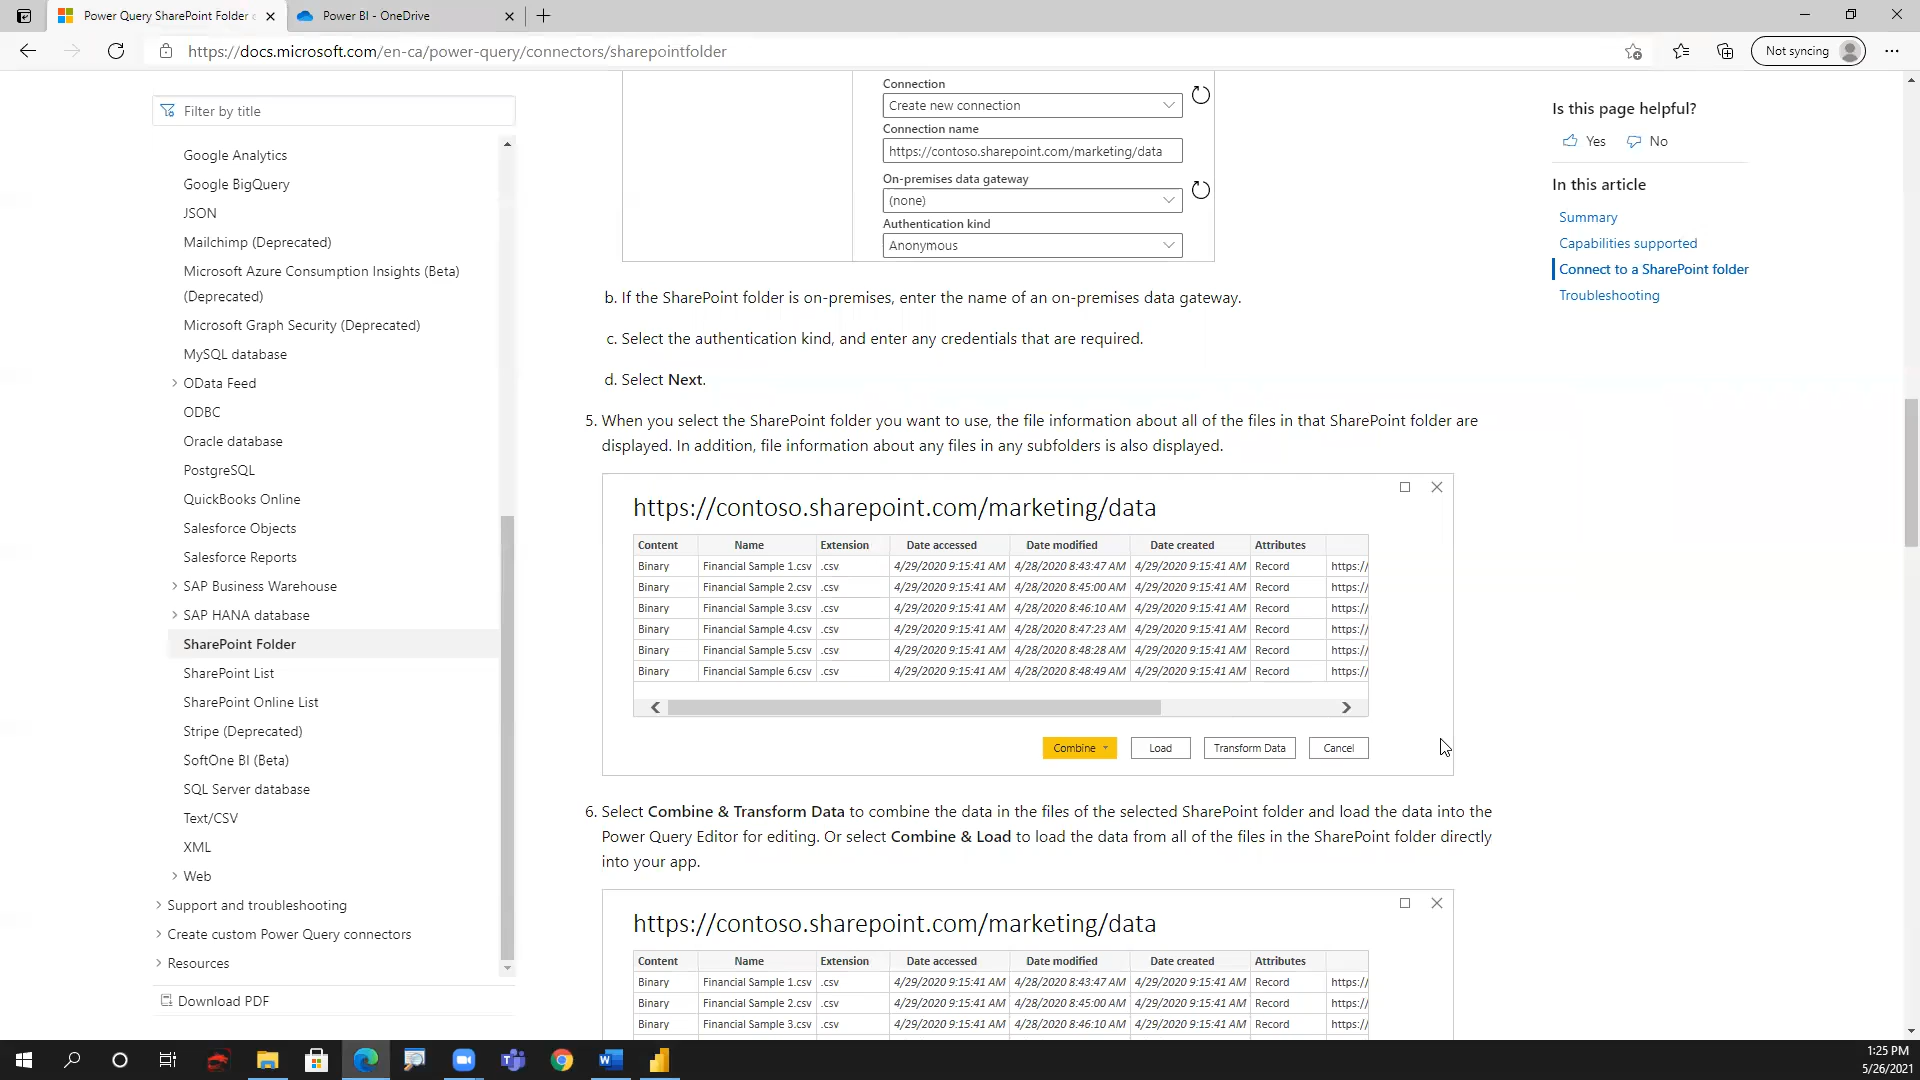 Power Query SharePoint Folder c
Power BI - OneDrive
https://docs.microsoft.com/en-ca/power-query/connectors/sharepointfolder
Not syncing
Filter by title
Google Analytics
Google BigQuery
JSON
Mailchimp (Deprecated)
Microsoft Azure Consumption Insights (Beta)
(Deprecated)
Microsoft Graph Security (Deprecated)
MySQL database
OData Feed
ODBC
Oracle database
PostgreSQL
QuickBooks Online
Salesforce Objects
Salesforce Reports
SAP Business Warehouse
SAP HANA database
SharePoint Folder
SharePoint List
SharePoint Online List
Stripe (Deprecated)
SoftOne BI (Beta)
SQL Server database
Text/CSV
XML
Web
Support and troubleshooting
Create custom Power Query connectors
Resources
Download PDF
Connection
Create new connection
Connection name
https://contoso.sharepoint.com/marketing/data
On-premises data gateway
(none)
Authentication kind
Anonymous
b. If the SharePoint folder is on-premises, enter the name of an on-premises data gateway.
c. Select the authentication kind, and enter any credentials that are required.
d. Select Next.
5. When you select the SharePoint folder you want to use, the file information about all of the files in that SharePoint folder are
displayed. In addition, file information about any files in any subfolders is also displayed.
https://contoso.sharepoint.com/marketing/data
Content Name Extension Date accessed Date modified Date created Attributes
Binary Financial Sample 1.csv .csv 4/29/2020 9:15:41 AM 4/28/2020 8:43:47 AM 4/29/2020 9:15:41 AM Record https://
Binary Financial Sample 2.csv .csv 4/29/2020 9:15:41 AM 4/28/2020 8:45:00 AM 4/29/2020 9:15:41 AM Record https://
Binary Financial Sample 3.csv .csv 4/29/2020 9:15:41 AM 4/28/2020 8:46:10 AM 4/29/2020 9:15:41 AM Record https://
Binary Financial Sample 4.csv .csv 4/29/2020 9:15:41 AM 4/28/2020 8:47:23 AM 4/29/2020 9:15:41 AM Record https://
Binary Financial Sample 5.csv .csv 4/29/2020 9:15:41 AM 4/28/2020 8:48:28 AM 4/29/2020 9:15:41 AM Record https://
Binary Financial Sample 6.csv .csv 4/29/2020 9:15:41 AM 4/28/2020 8:48:49 AM 4/29/2020 9:15:41 AM Record https://
Combine Load Transform Data Cancel
6. Select Combine & Transform Data to combine the data in the files of the selected SharePoint folder and load the data into the
Power Query Editor for editing. Or select Combine & Load to load the data from all of the files in the SharePoint folder directly
into your app.
https://contoso.sharepoint.com/marketing/data
Content Name Extension Date accessed Date modified Date created Attributes
Binary Financial Sample 1.csv .csv 4/29/2020 9:15:41 AM 4/28/2020 8:43:47 AM 4/29/2020 9:15:41 AM Record https://
Binary Financial Sample 2.csv .csv 4/29/2020 9:15:41 AM 4/28/2020 8:45:00 AM 4/29/2020 9:15:41 AM Record https://
Binary Financial Sample 3.csv .csv 4/29/2020 9:15:41 AM 4/28/2020 8:46:10 AM 4/29/2020 9:15:41 AM Record https://
Is this page helpful?
Yes No
In this article
Summary
Capabilities supported
Connect to a SharePoint folder
Troubleshooting
1:25 PM
5/26/2021